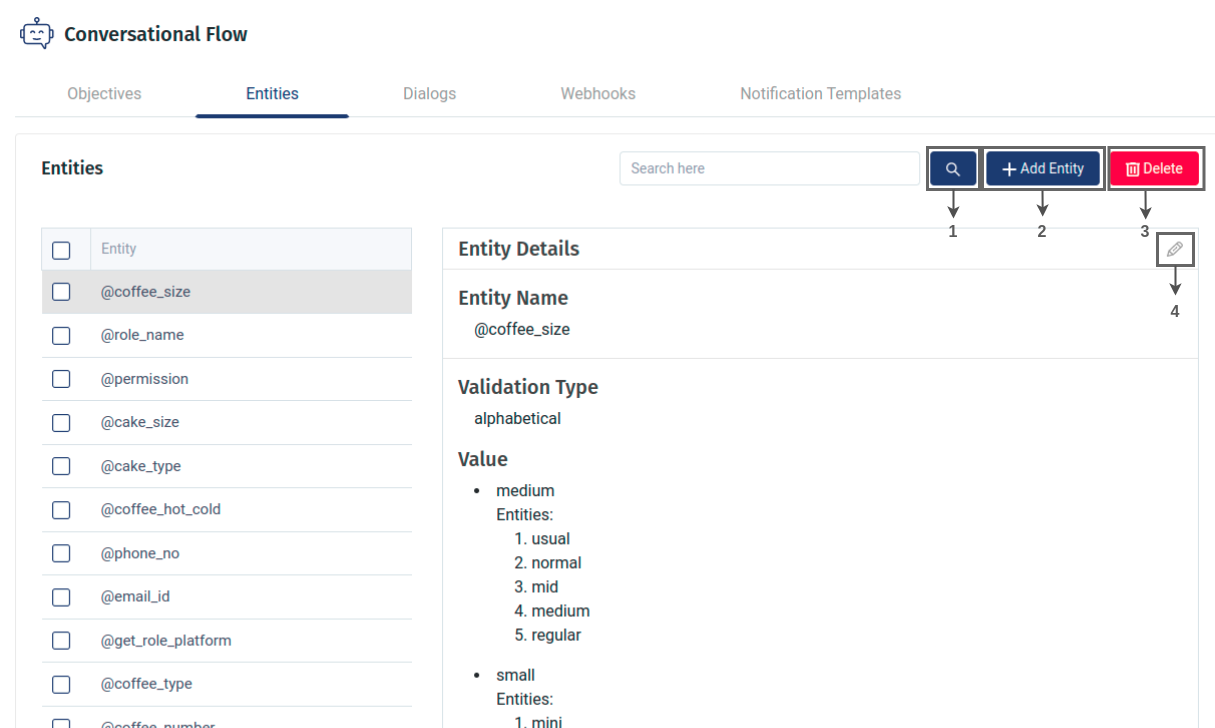 Conversational Flow
Objectives Entities Dialogs Webhooks Notification Templates
Entities Search here Add Entity Delete
1 2 3
Entity
@coffee_size
@role_name
@permission
@cake_size
@cake_type
@coffee_hot_cold
@phone_no
@email_id
@get_role_platform
@coffee_type
@coffee_number
Entity Details
4
Entity Name
@coffee_size
Validation Type
alphabetical
Value
• medium
Entities:
1. usual
2. normal
3. mid
4. medium
5. regular
• small
Entities:
1. mini